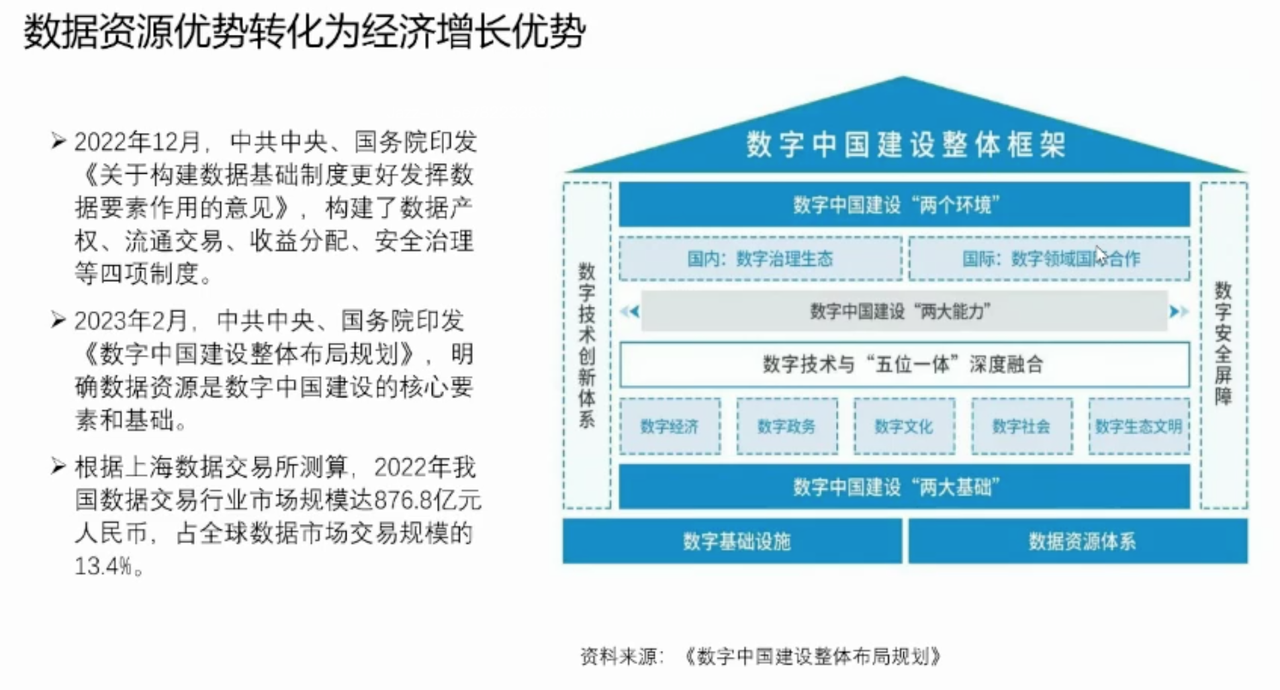 数据资源优势转化为经济增长优势
➢ 2022年12月，中共中央、国务院印发
《关于构建数据基础制度更好发挥数
据要素作用的意见》，构建了数据产
权、流通交易、收益分配、安全治理
等四项制度。
➢ 2023年2月，中共中央、国务院印发
《数字中国建设整体布局规划》，明
确数据资源是数字中国建设的核心要
素和基础。
➢ 根据上海数据交易所测算，2022年我
国数据交易行业市场规模达876.8亿元
人民币，占全球数据市场交易规模的
13.4%。
数字中国建设整体框架
数字技术创新体系
数字中国建设“两个环境”
国内：数字治理生态
国际：数字领域国际合作
数字中国建设“两大能力”
数字技术与“五位一体”深度融合
数字经济
数字政务
数字文化
数字社会
数字生态文明
数字中国建设“两大基础”
数字安全屏障
数字基础设施
数据资源体系
资料来源：《数字中国建设整体布局规划》